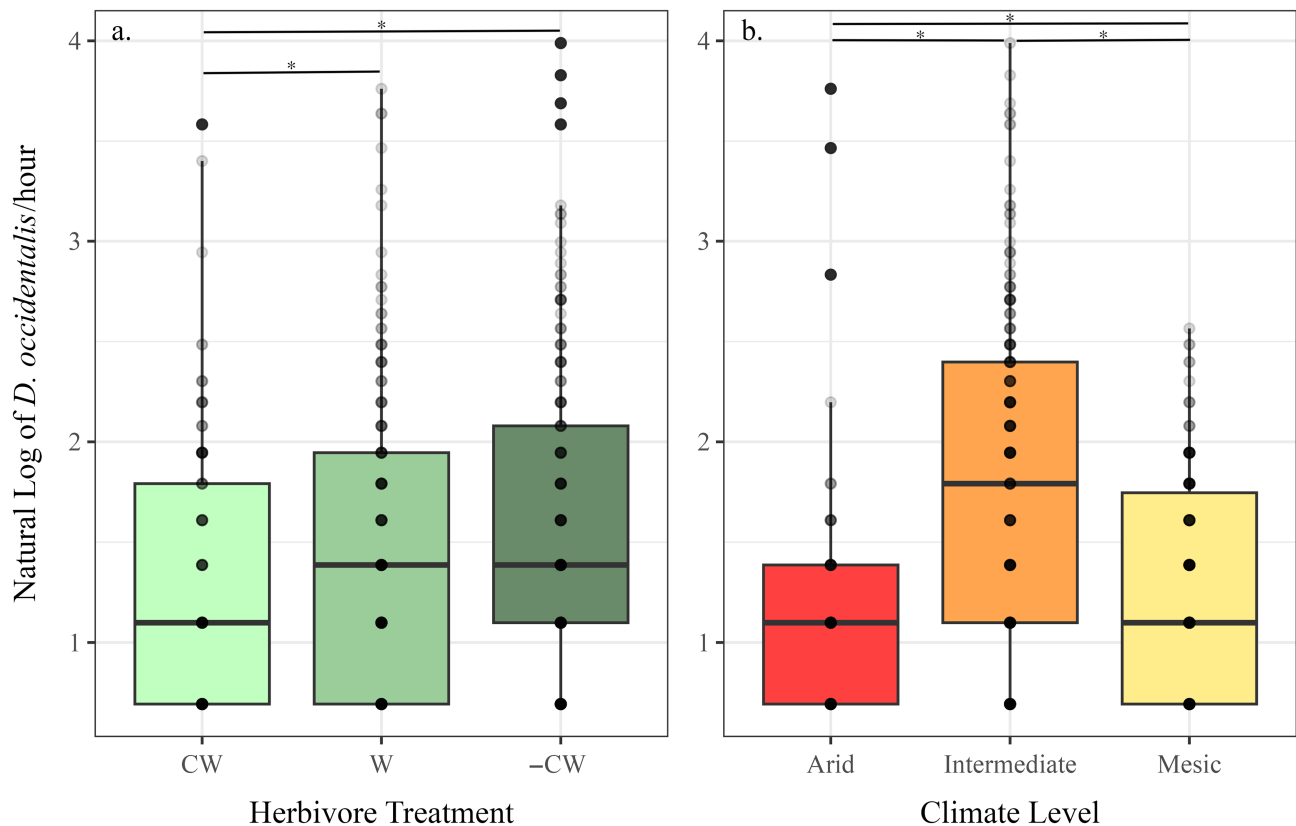 Natural Log of D. occidentalis/hour
a.
*
*
4
3
2
1
CW W –CW
Herbivore Treatment
b.
*
* *
4
3
2
1
Arid Intermediate Mesic
Climate Level